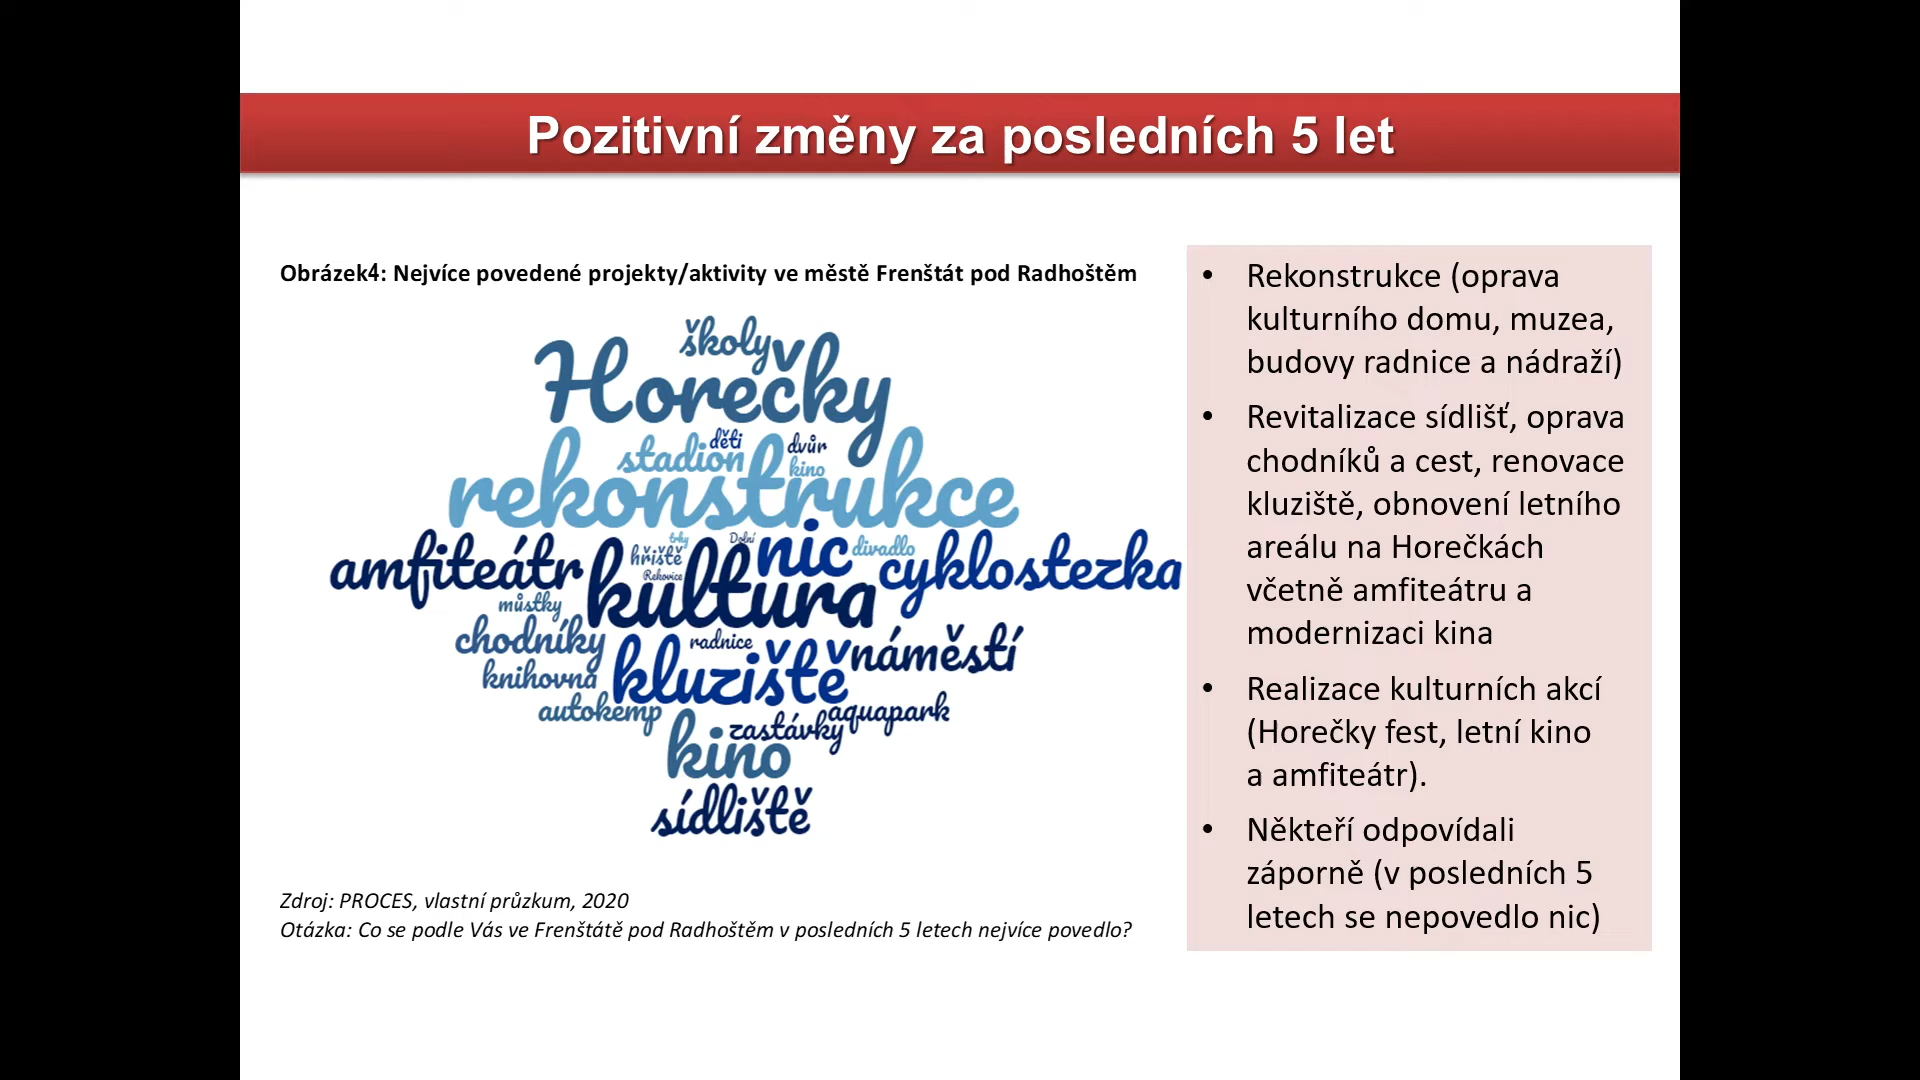 Pozitivní změny za posledních 5 let
Obrázek4: Nejvíce povedené projekty/aktivity ve městě Frenštát pod Radhoštěm
školy
Horečky
děti
dvůr
stadion
kino
rekonstrukce
trhy
Dolní
nic
divadlo
hřiště
amfiteátr
cyklostezka
Rekovice
kultura
můstky
chodníky
radnice
náměstí
knihovna
kluziště
autokemp
aquapark
zastávky
kino
sídliště
Zdroj: PROCES, vlastní průzkum, 2020
Otázka: Co se podle Vás ve Frenštátě pod Radhoštěm v posledních 5 letech nejvíce povedlo?
• Rekonstrukce (oprava
kulturního domu, muzea,
budovy radnice a nádraží)
• Revitalizace sídlišť, oprava
chodníků a cest, renovace
kluziště, obnovení letního
areálu na Horečkách
včetně amfiteátru a
modernizaci kina
• Realizace kulturních akcí
(Horečky fest, letní kino
a amfiteátr).
• Někteří odpovídali
záporně (v posledních 5
letech se nepovedlo nic)